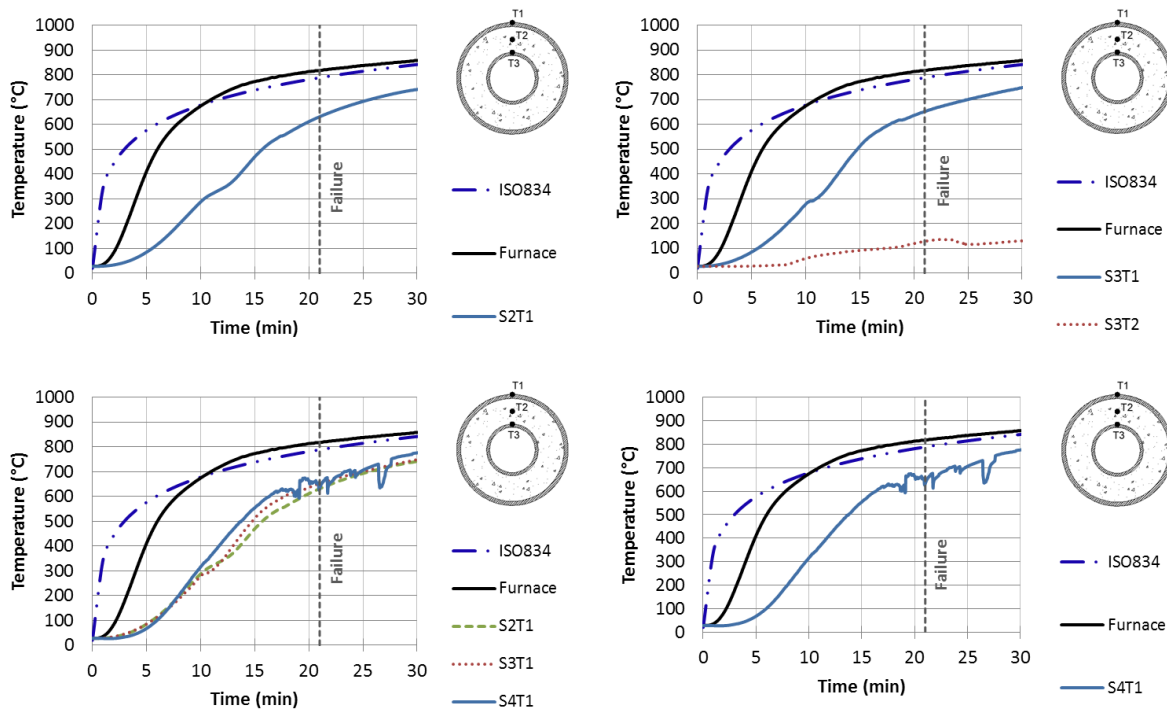 Temperature (°C)
1000
900
800
700
600
500
400
300
200
100
0
0 5 10 15 20 25 30
Time (min)
Failure
T1
T2
T3
ISO834
Furnace
S2T1
Temperature (°C)
1000
900
800
700
600
500
400
300
200
100
0
0 5 10 15 20 25 30
Time (min)
Failure
T1
T2
T3
ISO834
Furnace
S3T1
S3T2
Temperature (°C)
1000
900
800
700
600
500
400
300
200
100
0
0 5 10 15 20 25 30
Time (min)
Failure
T1
T2
T3
ISO834
Furnace
S2T1
S3T1
S4T1
Temperature (°C)
1000
900
800
700
600
500
400
300
200
100
0
0 5 10 15 20 25 30
Time (min)
Failure
T1
T2
T3
ISO834
Furnace
S4T1